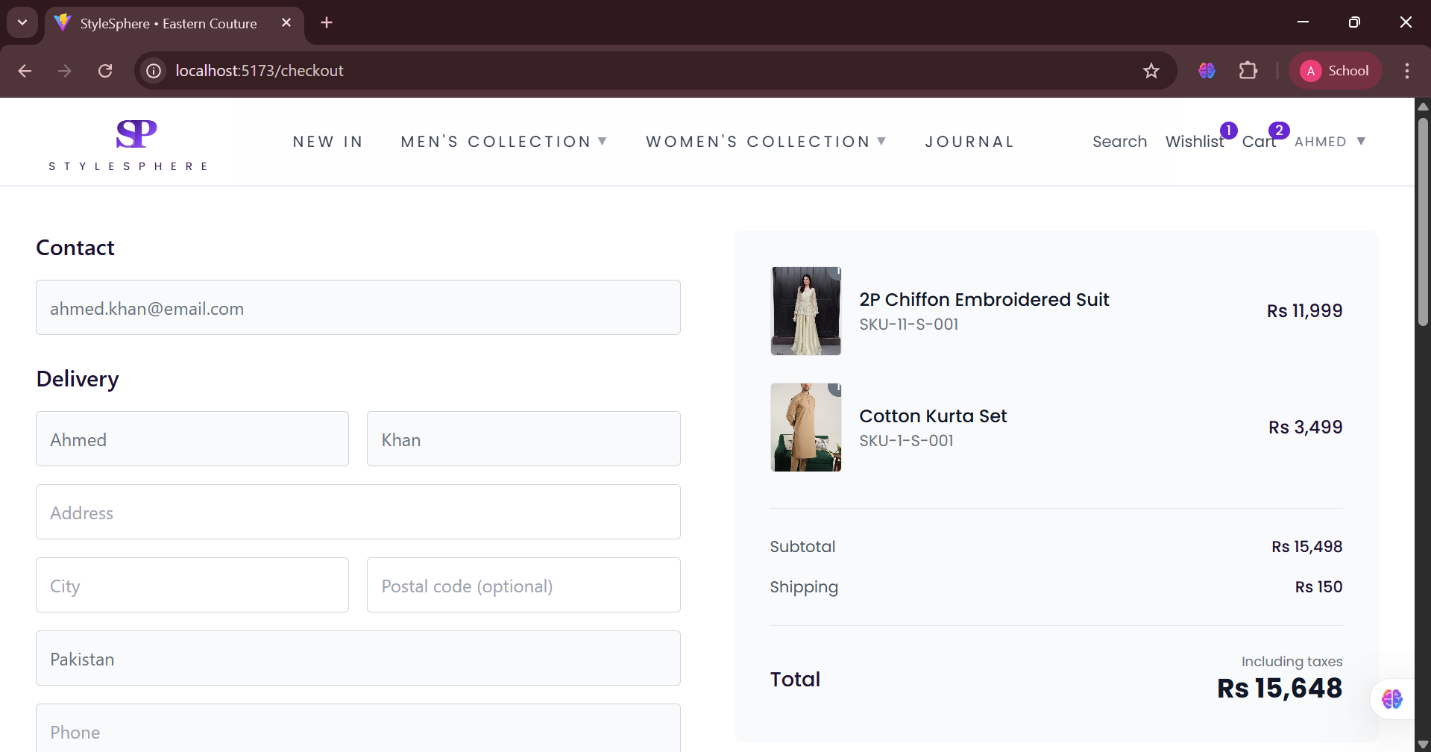 StyleSphere • Eastern Couture
localhost:5173/checkout
A School
SP
STYLESPHERE
NEW IN MEN'S COLLECTION ▼ WOMEN'S COLLECTION ▼ JOURNAL Search Wishlist 1 Cart 2 AHMED ▼
Contact
ahmed.khan@email.com
Delivery
Ahmed Khan
Address
City Postal code (optional)
Pakistan
Phone
2P Chiffon Embroidered Suit
SKU-11-S-001
Rs 11,999
Cotton Kurta Set
SKU-1-S-001
Rs 3,499
Subtotal Rs 15,498
Shipping Rs 150
Including taxes
Total Rs 15,648